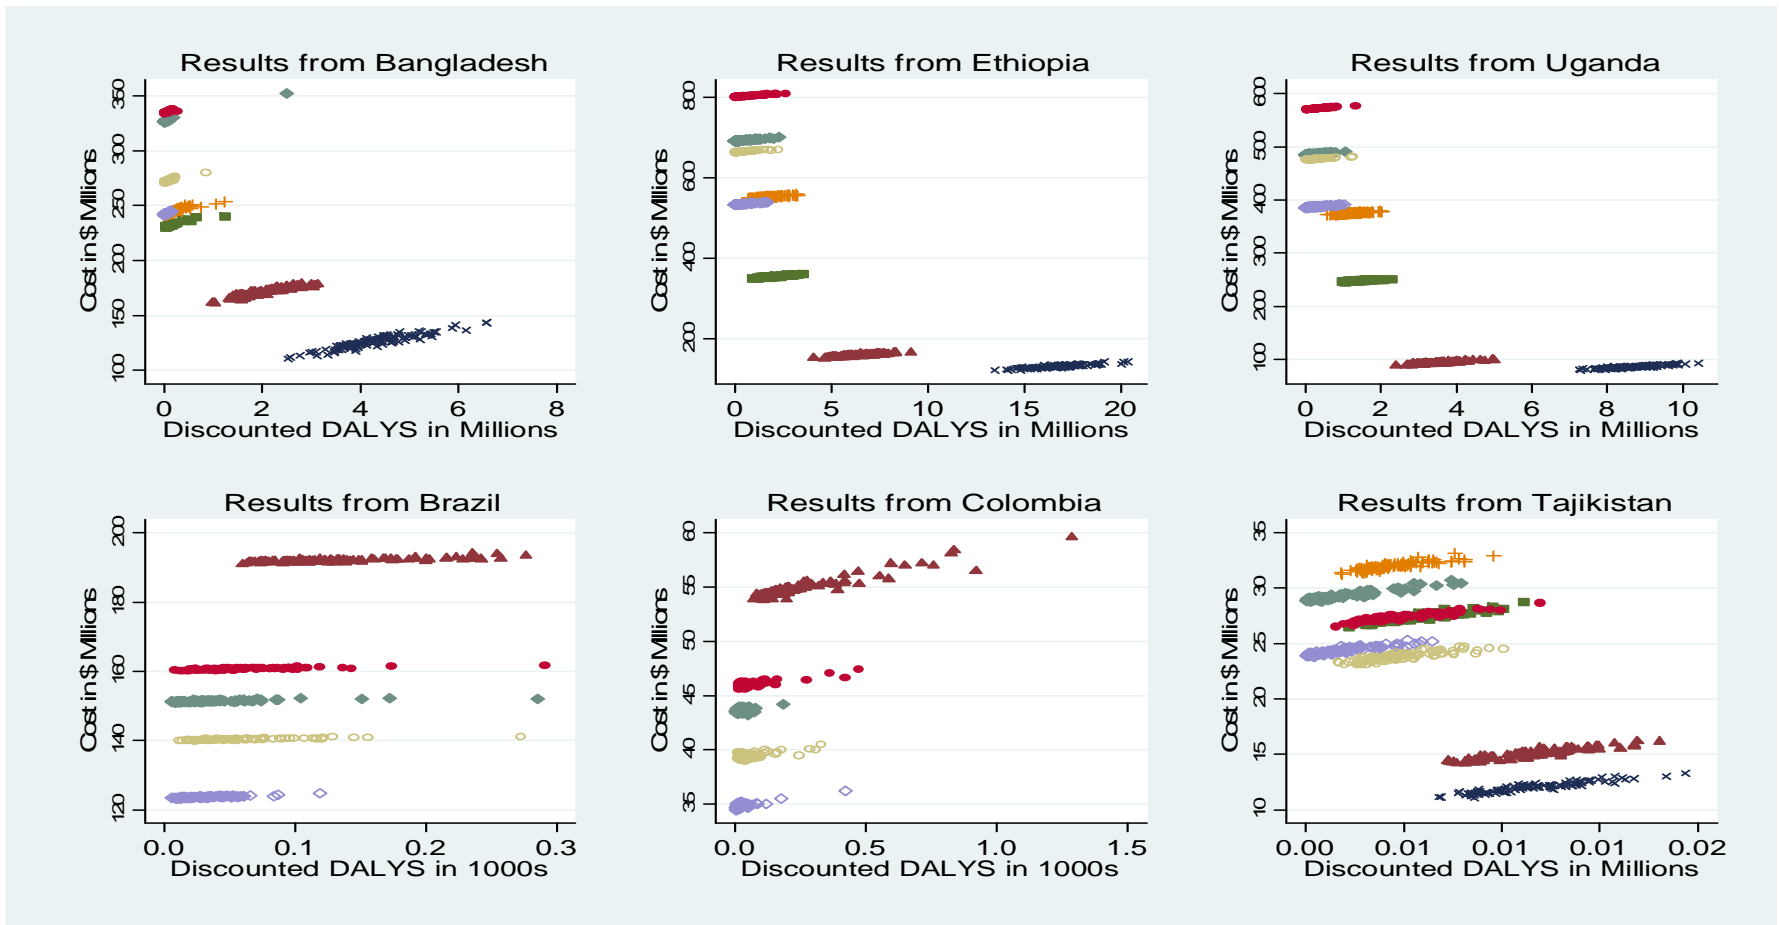 Results from Bangladesh
Cost in $ Millions
350
300
250
200
150
100
0 2 4 6 8
Discounted DALYS in Millions
Results from Ethiopia
Cost in $ Millions
800
600
400
200
0 5 10 15 20
Discounted DALYS in Millions
Results from Uganda
Cost in $ Millions
600
500
400
300
200
100
0 2 4 6 8 10
Discounted DALYS in Millions
Results from Brazil
Cost in $ Millions
200
180
160
140
120
0.0 0.1 0.2 0.3
Discounted DALYS in 1000s
Results from Colombia
Cost in $ Millions
60
55
50
45
40
35
0.0 0.5 1.0 1.5
Discounted DALYS in 1000s
Results from Tajikistan
Cost in $ Millions
35
30
25
20
15
10
0.00 0.01 0.01 0.01 0.02
Discounted DALYS in Millions